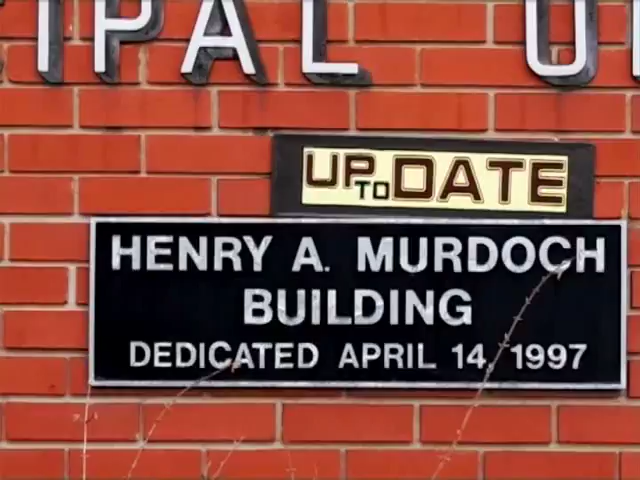 IPAL U
UP TO DATE
HENRY A. MURDOCH
BUILDING
DEDICATED APRIL 14, 1997